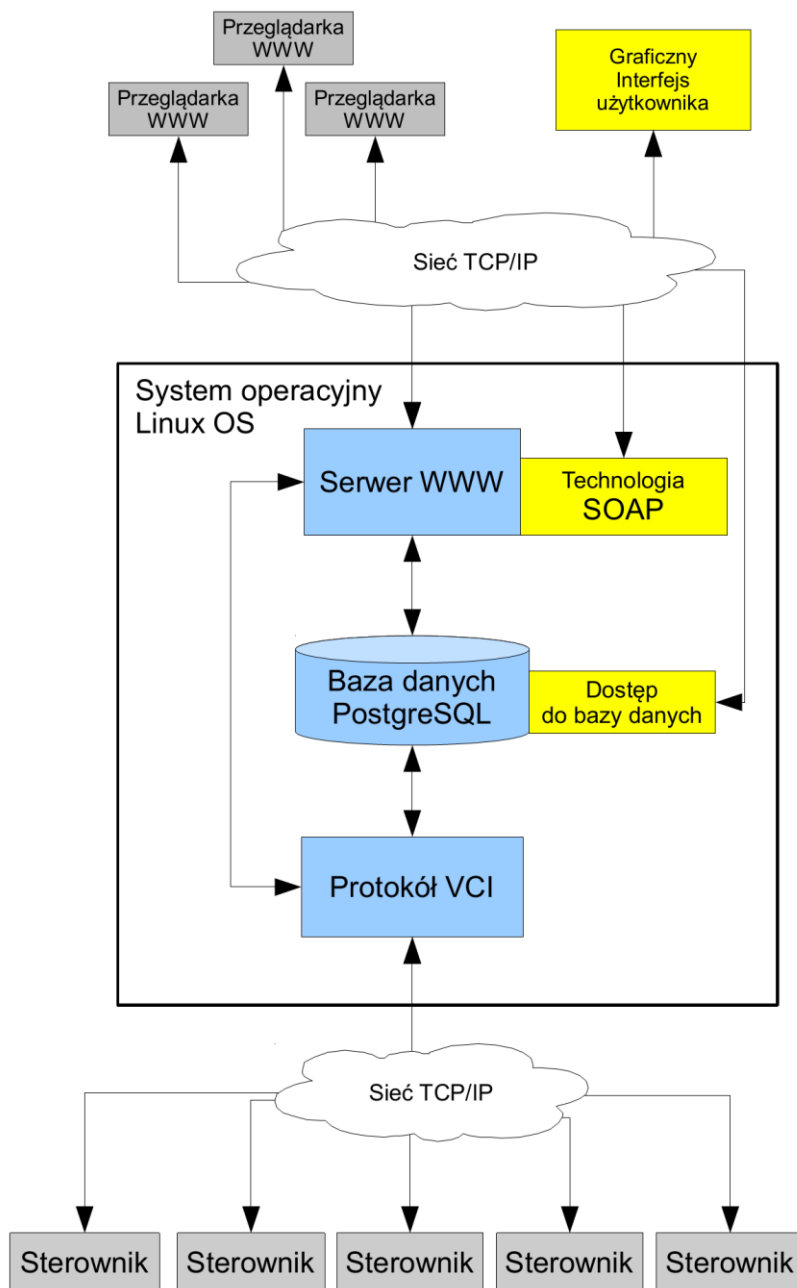 Przeglądarka
WWW
Przeglądarka
WWW
Przeglądarka
WWW
Graficzny
Interfejs
użytkownika
Sieć TCP/IP
System operacyjny
Linux OS
Serwer WWW
Technologia
SOAP
Baza danych
PostgreSQL
Dostęp
do bazy danych
Protokół VCI
Sieć TCP/IP
Sterownik
Sterownik
Sterownik
Sterownik
Sterownik